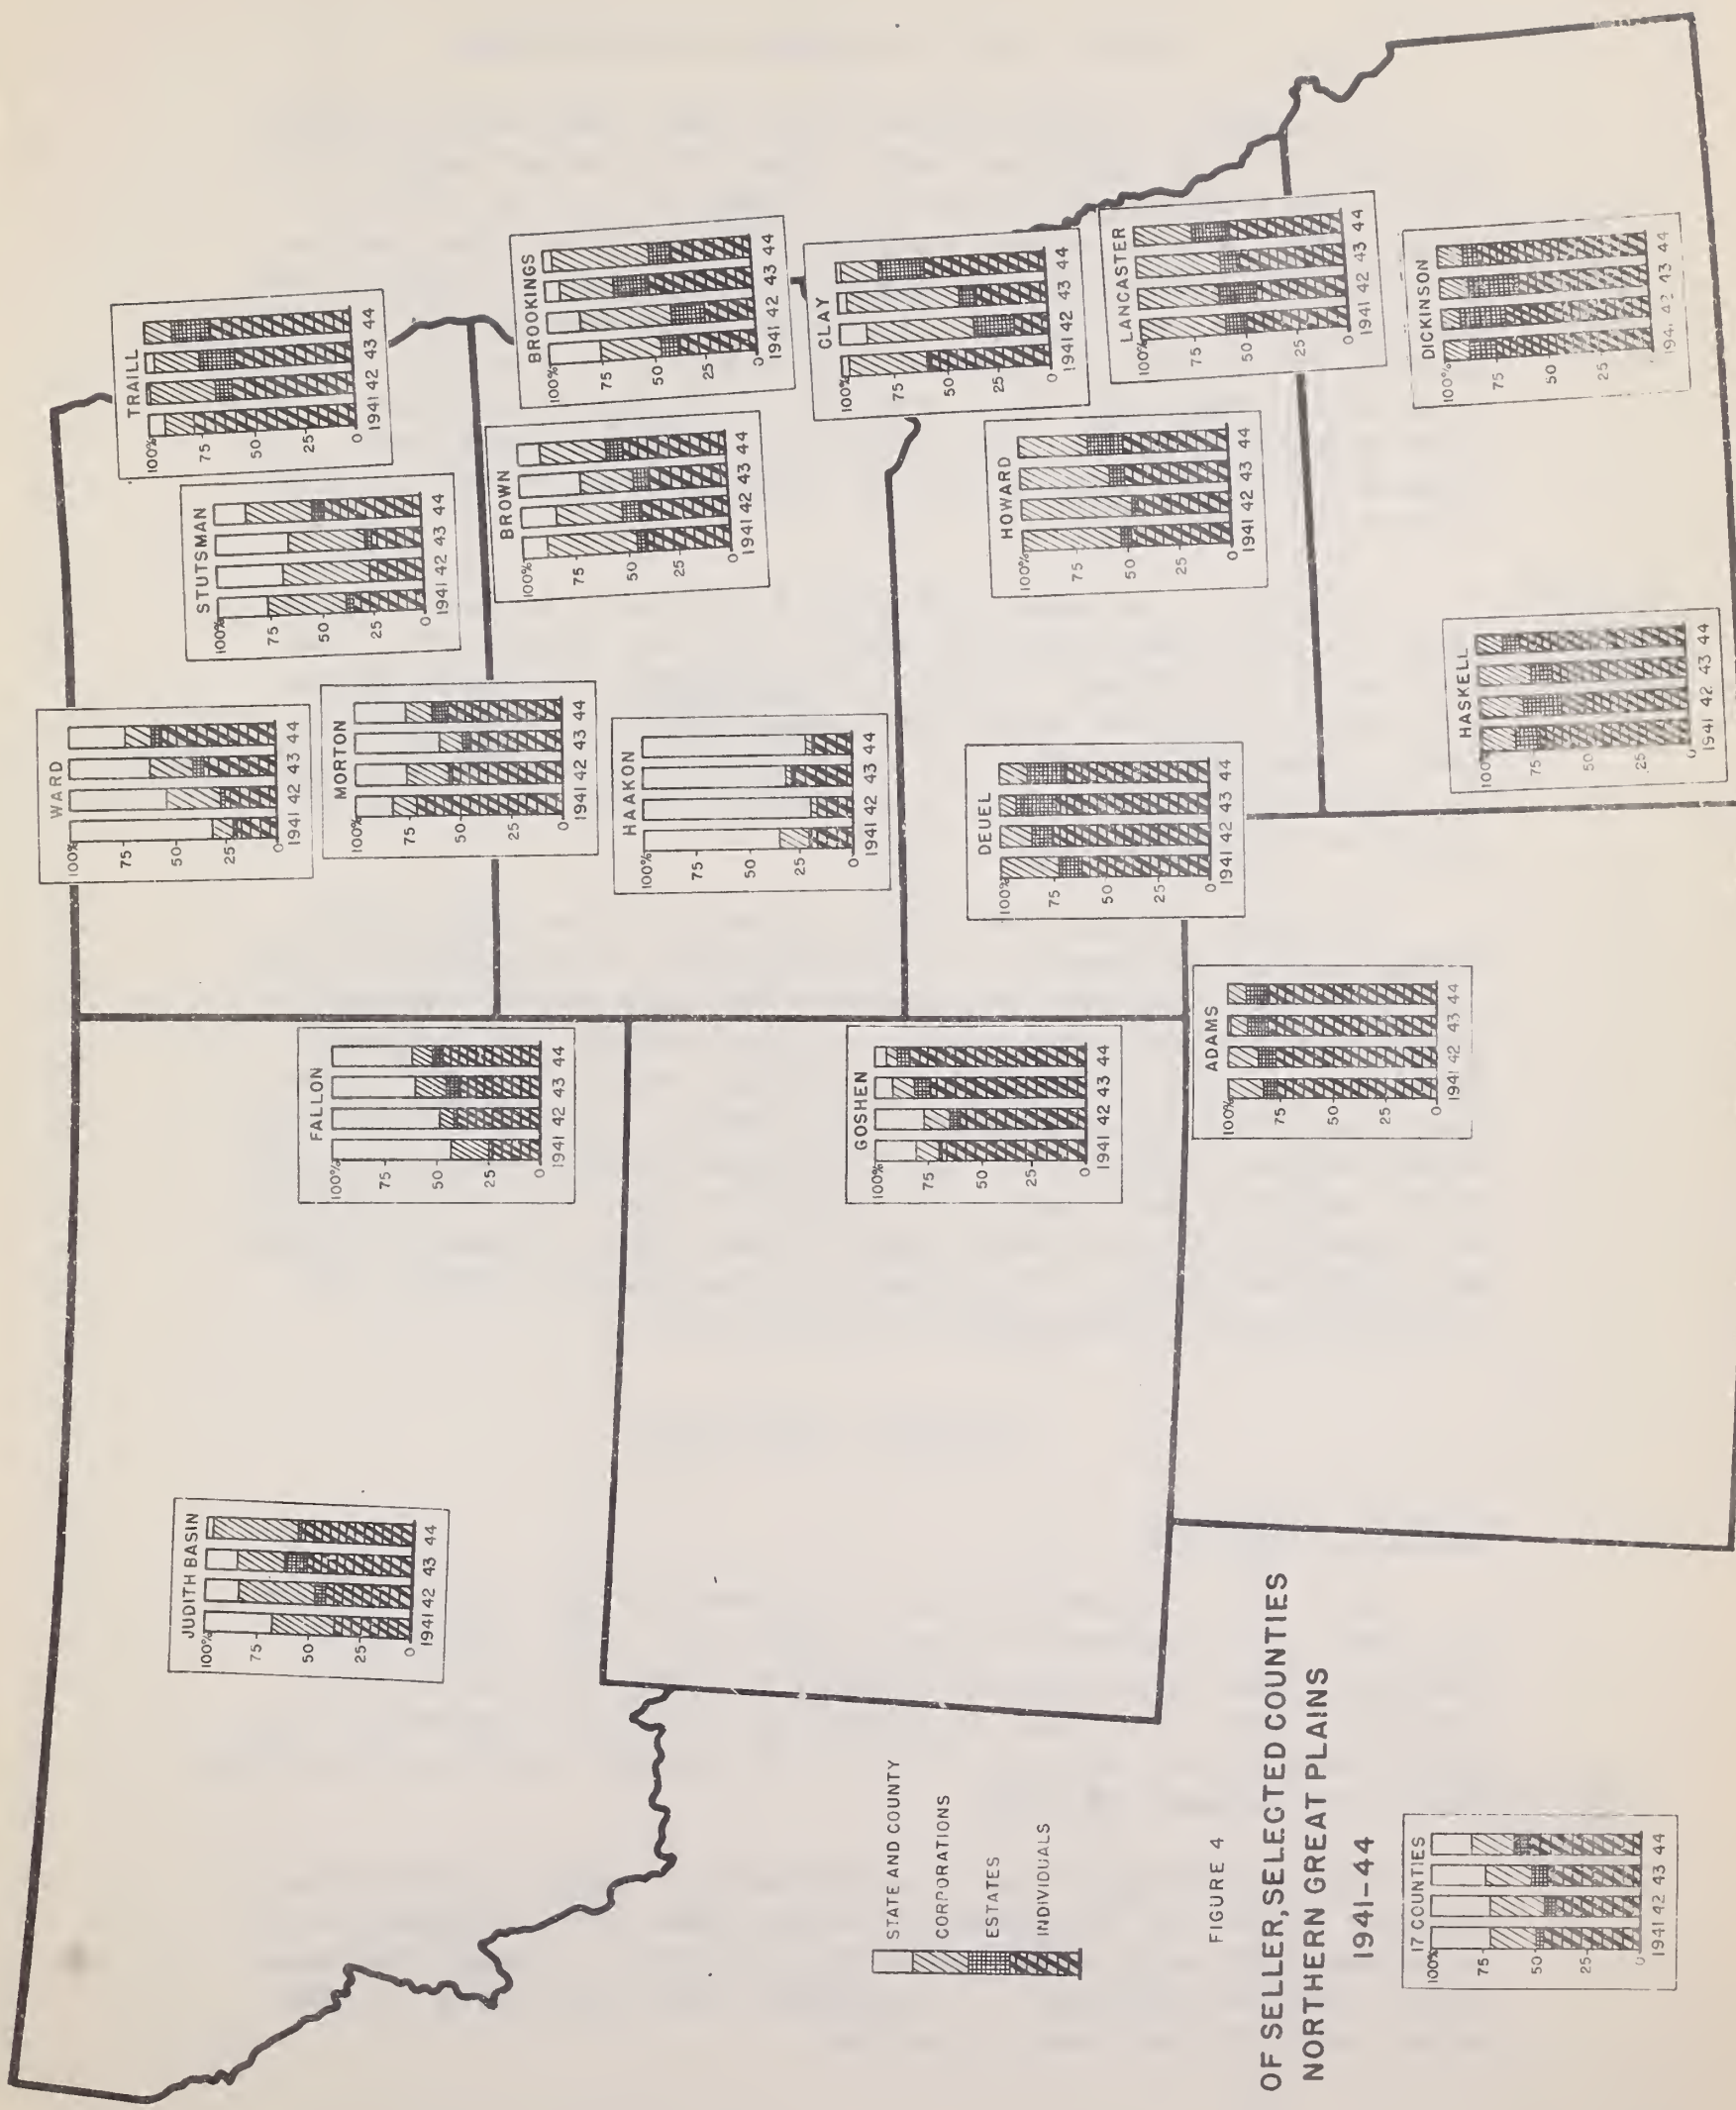 JUDITH BASIN
100%
75
50
25
0
1941 42 43 44
FALLON
100%
75
50
25
0
1941 42 43 44
WARD
100%
75
50
25
0
1941 42 43 44
MORTON
100%
75
50
25
0
1941 42 43 44
STUTSMAN
100%
75
50
25
0
1941 42 43 44
TRAILL
100%
75
50
25
0
1941 42 43 44
HAAKON
100%
75
50
25
0
1941 42 43 44
BROWN
100%
75
50
25
0
1941 42 43 44
BROOKINGS
100%
75
50
25
0
1941 42 43 44
CLAY
100%
75
50
25
0
1941 42 43 44
GOSHEN
100%
75
50
25
0
1941 42 43 44
DEUEL
100%
75
50
25
0
1941 42 43 44
HOWARD
100%
75
50
25
0
1941 42 43 44
LANCASTER
100%
75
50
25
0
1941 42 43 44
ADAMS
100%
75
50
25
0
1941 42 43 44
HASKELL
100%
75
50
25
0
1941 42 43 44
DICKINSON
100%
75
50
25
0
1941 42 43 44
STATE AND COUNTY
CORPORATIONS
ESTATES
INDIVIDUALS
FIGURE 4
OF SELLER, SELECTED COUNTIES
NORTHERN GREAT PLAINS
1941-44
17 COUNTIES
100%
75
50
25
0
1941 42 43 44